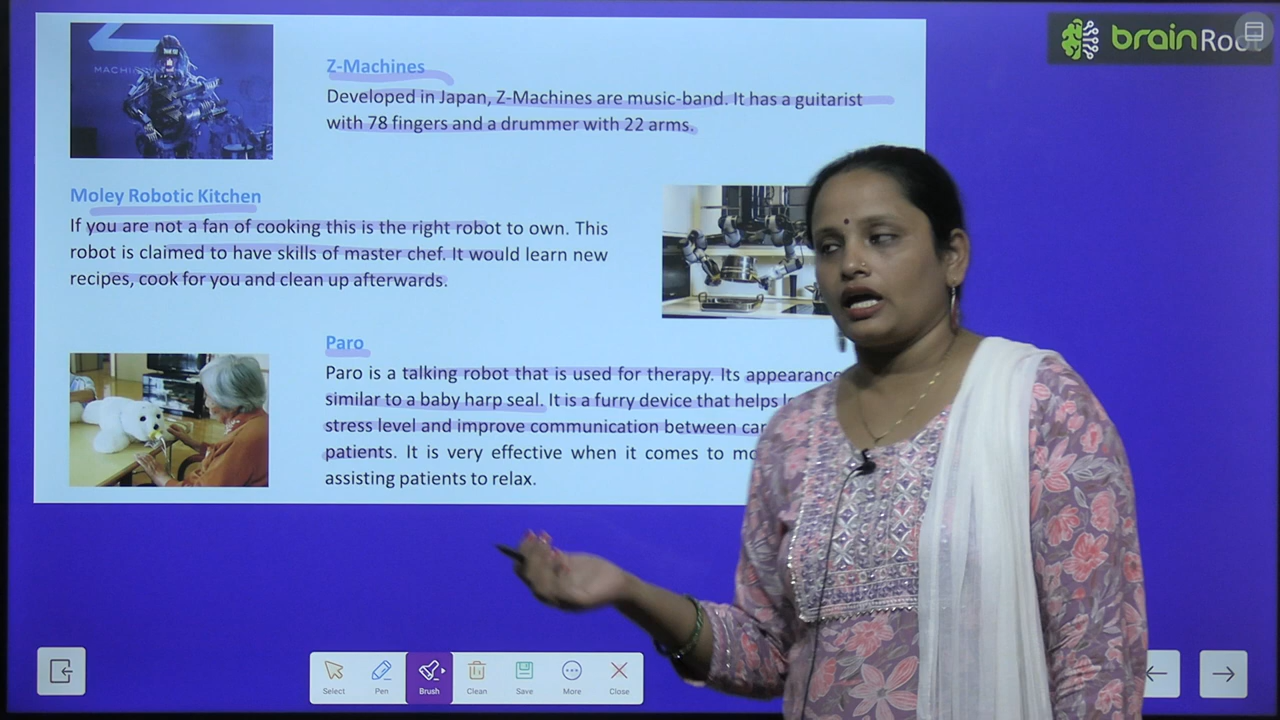 brainRoot
Z-Machines
Developed in Japan, Z-Machines are music-band. It has a guitarist
with 78 fingers and a drummer with 22 arms.
Moley Robotic Kitchen
If you are not a fan of cooking this is the right robot to own. This
robot is claimed to have skills of master chef. It would learn new
recipes, cook for you and clean up afterwards.
Paro
Paro is a talking robot that is used for therapy. Its appearance
similar to a baby harp seal. It is a furry device that helps
stress level and improve communication between
patients. It is very effective when it comes to
assisting patients to relax.
Select Pen Brush Clean Save More Close